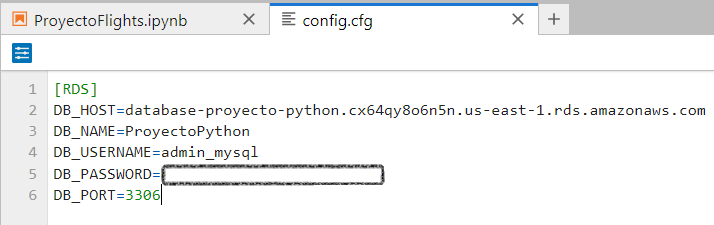 ProyectoFlights.ipynb
config.cfg
1 [RDS]
2 DB_HOST=database-proyecto-python.cx64qy8o6n5n.us-east-1.rds.amazonaws.com
3 DB_NAME=ProyectoPython
4 DB_USERNAME=admin_mysql
5 DB_PASSWORD=
6 DB_PORT=3306